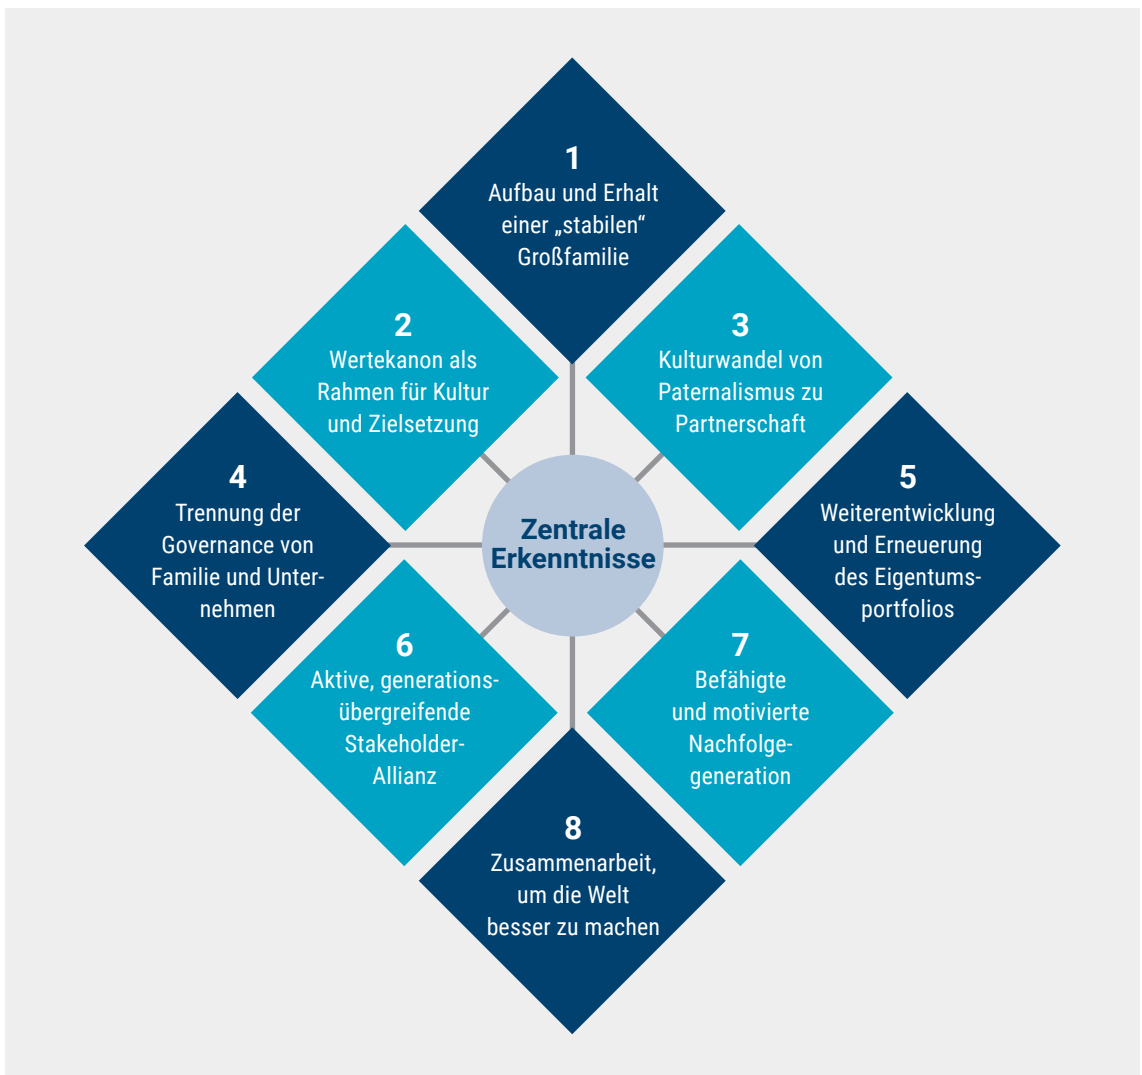 1
Aufbau und Erhalt
einer „stabilen“
Großfamilie
2
Wertekanon als
Rahmen für Kultur
und Zielsetzung
3
Kulturwandel von
Paternalismus zu
Partnerschaft
4
Trennung der
Governance von
Familie und Unter-
nehmen
Zentrale
Erkenntnisse
5
Weiterentwicklung
und Erneuerung
des Eigentums-
portfolios
6
Aktive, generations-
übergreifende
Stakeholder-
Allianz
7
Befähigte
und motivierte
Nachfolge-
generation
8
Zusammenarbeit,
um die Welt
besser zu machen